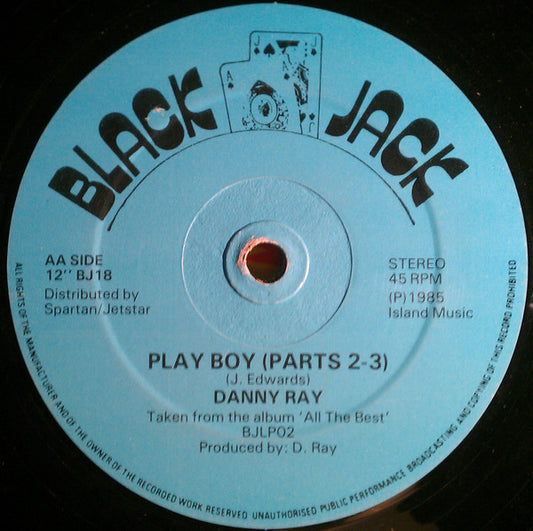 BLACK JACK
A J
AA SIDE
12" BJ18
Distributed by
Spartan/Jetstar
STEREO
45 RPM
(P)1985
Island Music
PLAY BOY (PARTS 2-3)
(J. Edwards)
DANNY RAY
Taken from the album 'All The Best'
BJLP02
Produced by: D. Ray
ALL RIGHTS OF THE MANUFACTURER AND OF THE OWNER OF THE RECORDED WORK RESERVED UNAUTHORISED PUBLIC PERFORMANCE BROADCASTING AND COPYING OF THIS RECORD PROHIBITED